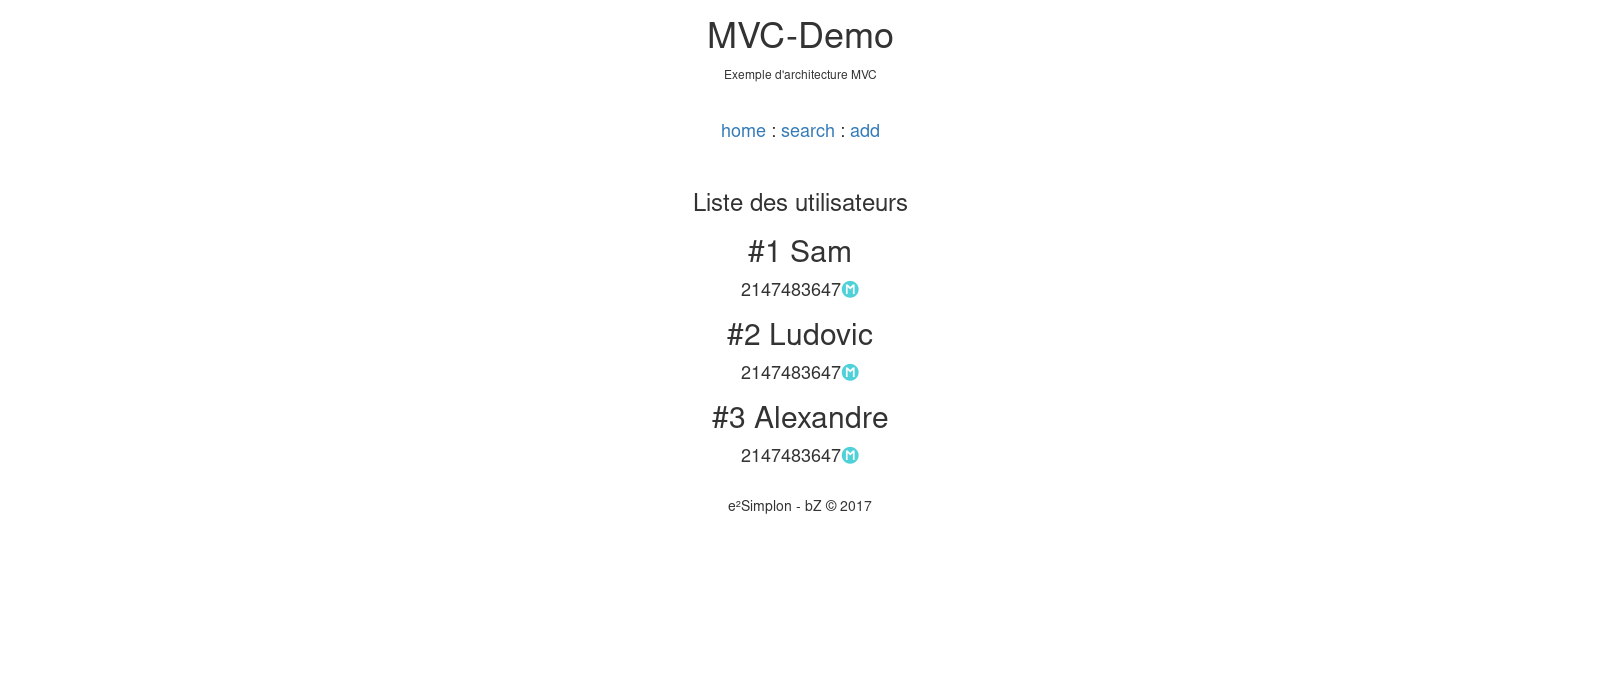 MVC-Demo
Exemple d'architecture MVC
home : search : add
Liste des utilisateurs
#1 Sam
2147483647Ⓜ
#2 Ludovic
2147483647Ⓜ
#3 Alexandre
2147483647Ⓜ
e²Simplon - bZ © 2017